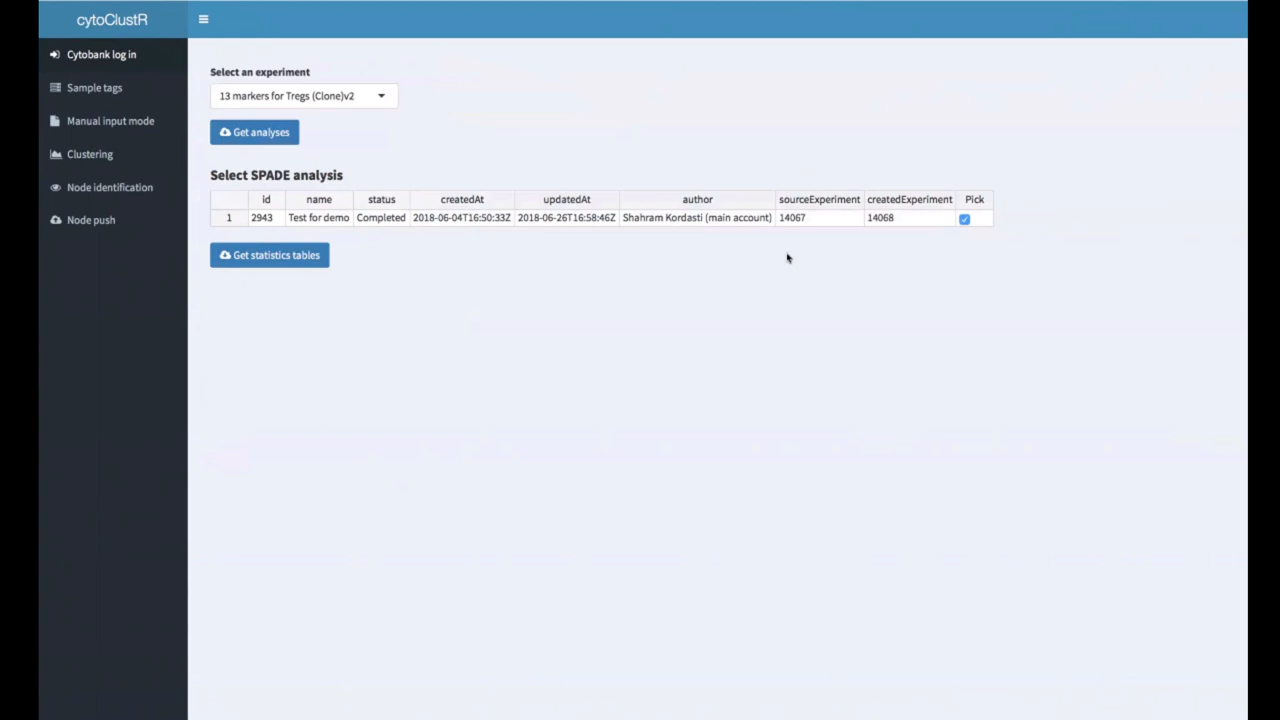 cytoClustR
Cytobank log in
Sample tags
Manual input mode
Clustering
Node identification
Node push
Select an experiment
13 markers for Tregs (Clone)v2
Get analyses
Select SPADE analysis
id name status createdAt updatedAt author sourceExperiment createdExperiment Pick
1 2943 Test for demo Completed 2018-06-04T16:50:33Z 2018-06-26T16:58:46Z Shahram Kordasti (main account) 14067 14068
Get statistics tables